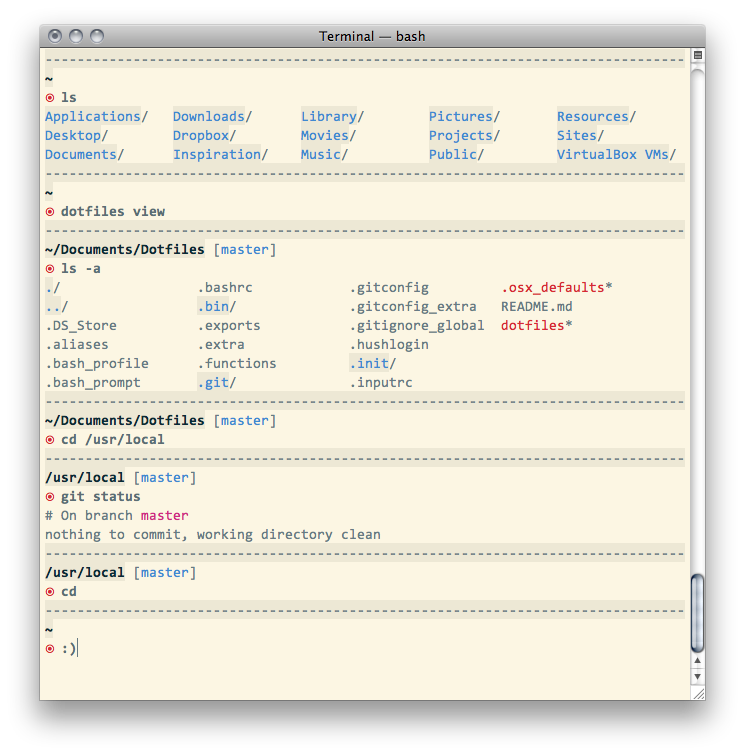 Terminal — bash
--------------------------------------------------------------------------------
~
ls
Applications/   Downloads/      Library/        Pictures/       Resources/
Desktop/        Dropbox/        Movies/         Projects/       Sites/
Documents/      Inspiration/    Music/          Public/         VirtualBox VMs/
--------------------------------------------------------------------------------
~
dotfiles view
--------------------------------------------------------------------------------
~/Documents/Dotfiles [master]
ls -a
./                 .bashrc            .gitconfig         .osx_defaults*
../                .bin/              .gitconfig_extra   README.md
.DS_Store          .exports           .gitignore_global  dotfiles*
.aliases           .extra             .hushlogin
.bash_profile      .functions         .init/
.bash_prompt       .git/              .inputrc
--------------------------------------------------------------------------------
~/Documents/Dotfiles [master]
cd /usr/local
--------------------------------------------------------------------------------
/usr/local [master]
git status
# On branch master
nothing to commit, working directory clean
--------------------------------------------------------------------------------
/usr/local [master]
cd
--------------------------------------------------------------------------------
~
:)